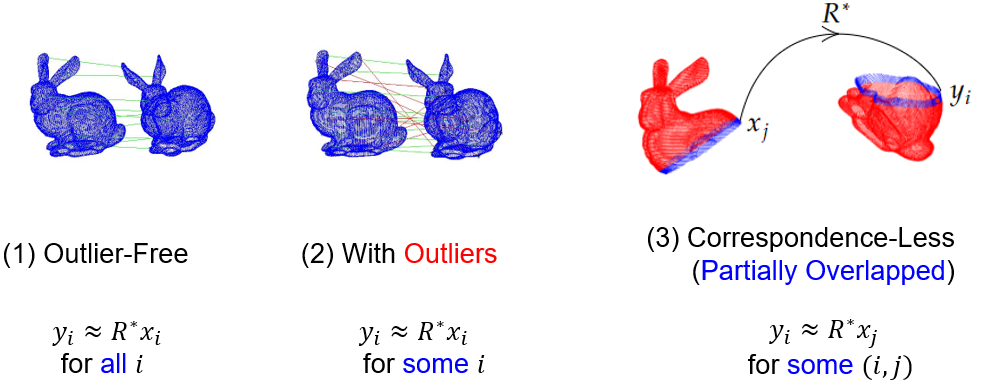 R*
x_j
y_i
(1) Outlier-Free
y_i ≈ R*x_i
for all i
(2) With Outliers
y_i ≈ R*x_i
for some i
(3) Correspondence-Less
(Partially Overlapped)
y_i ≈ R*x_j
for some (i, j)